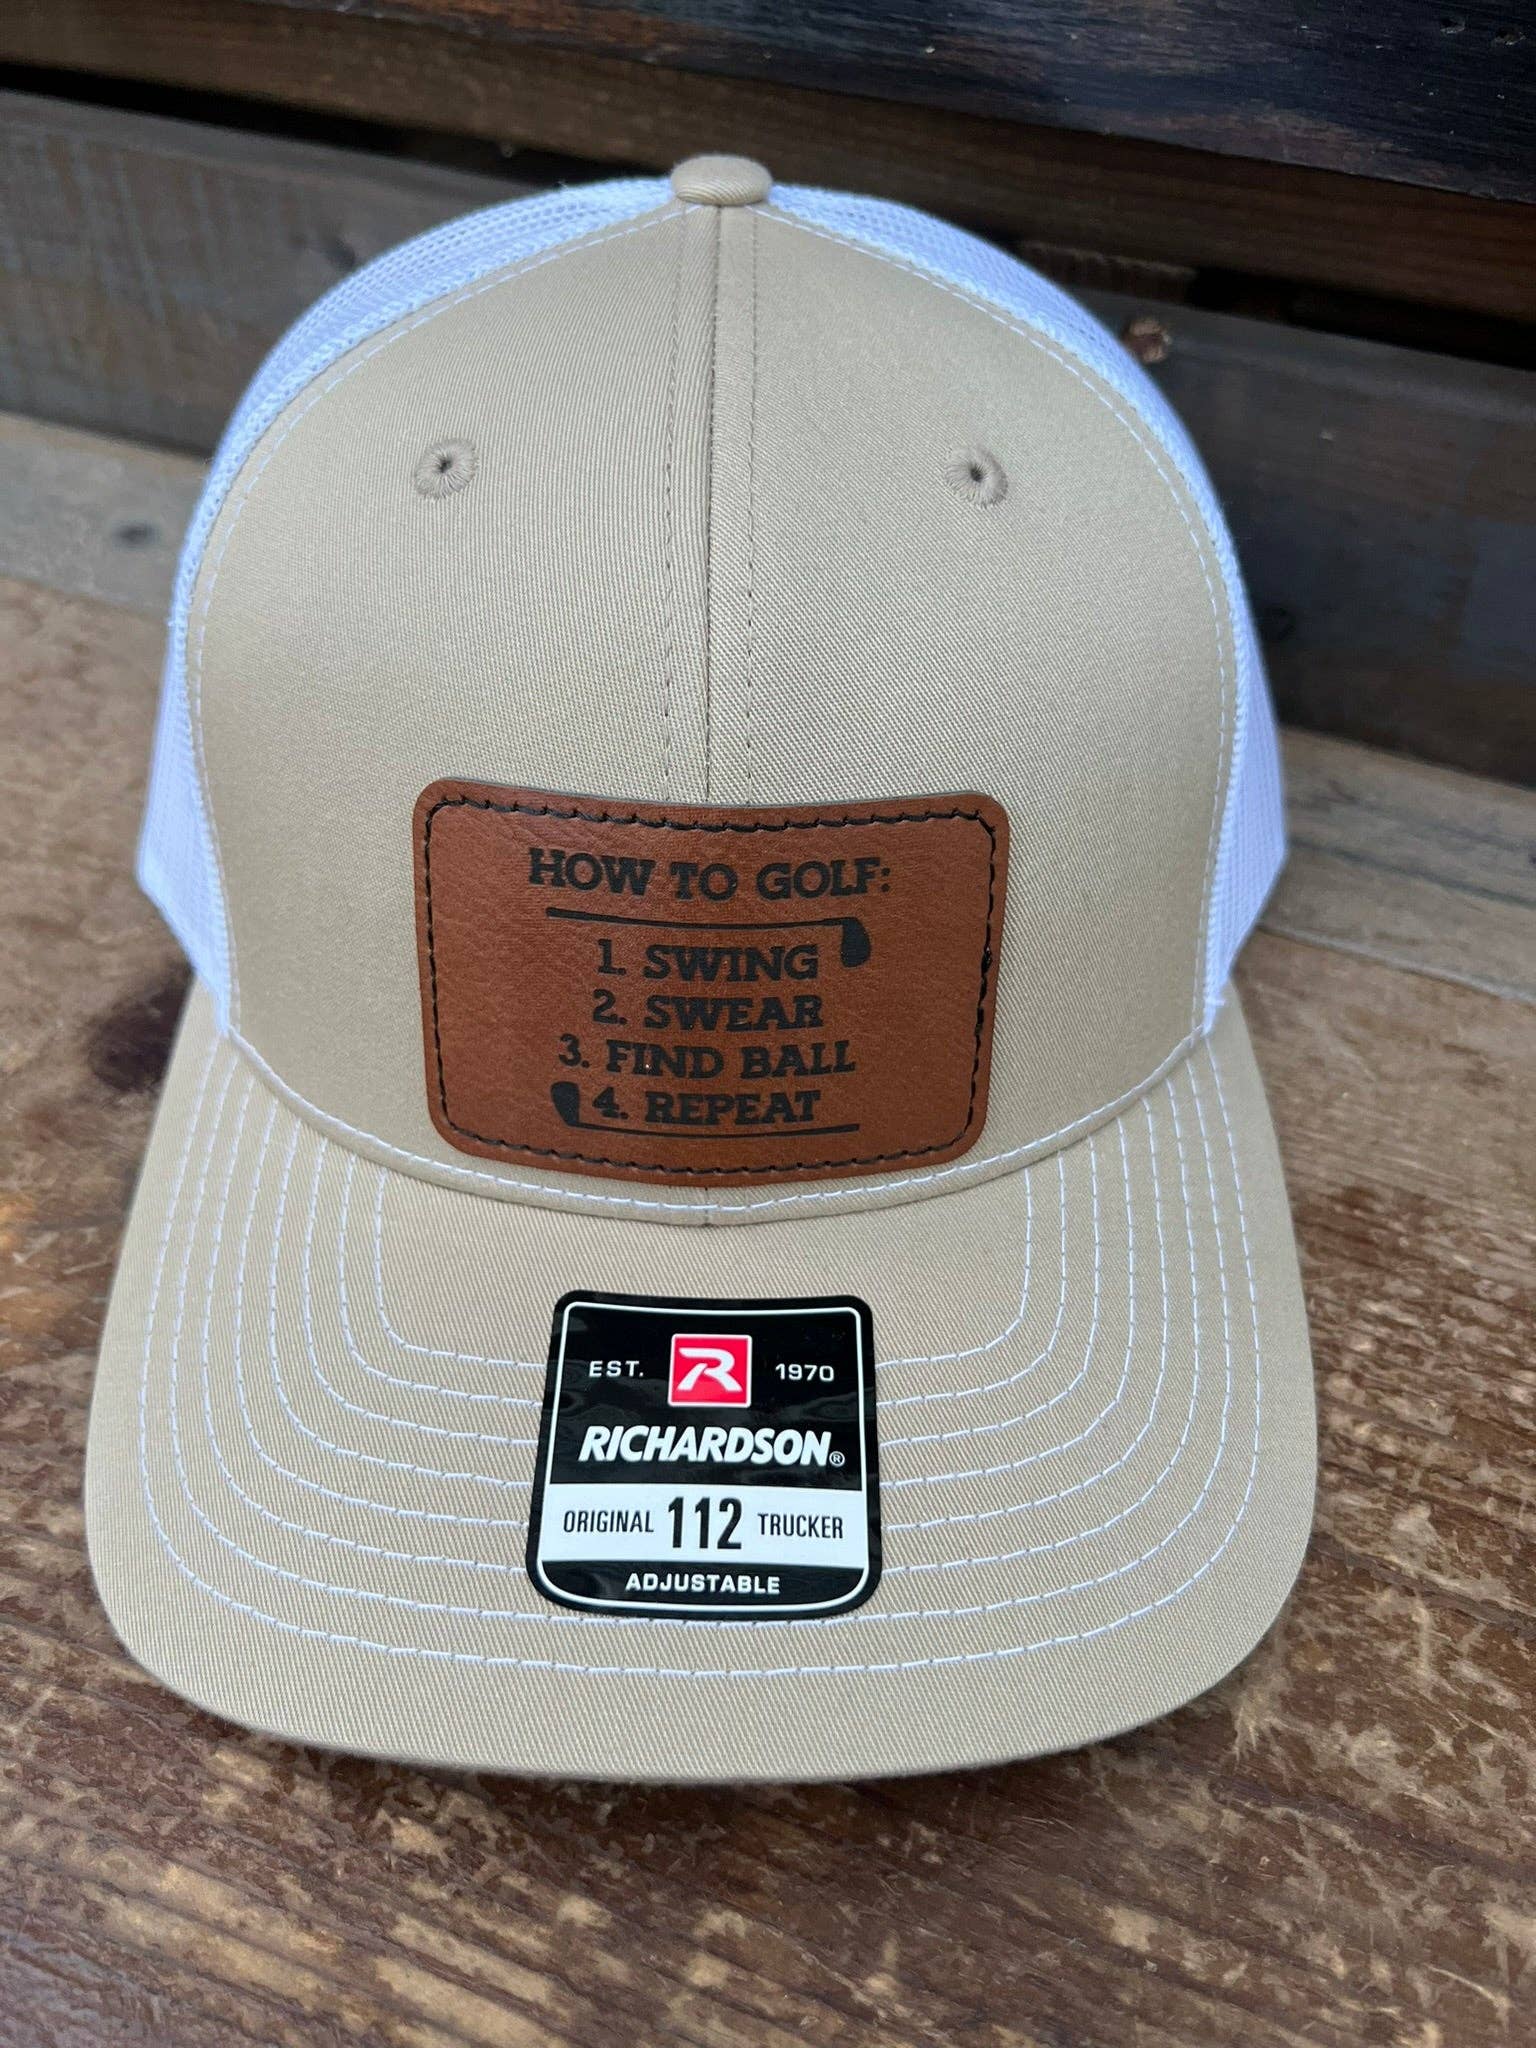 HOW TO GOLF:
1. SWING
2. SWEAR
3. FIND BALL
4. REPEAT
EST. R 1970
RICHARDSON®
ORIGINAL 112 TRUCKER
ADJUSTABLE